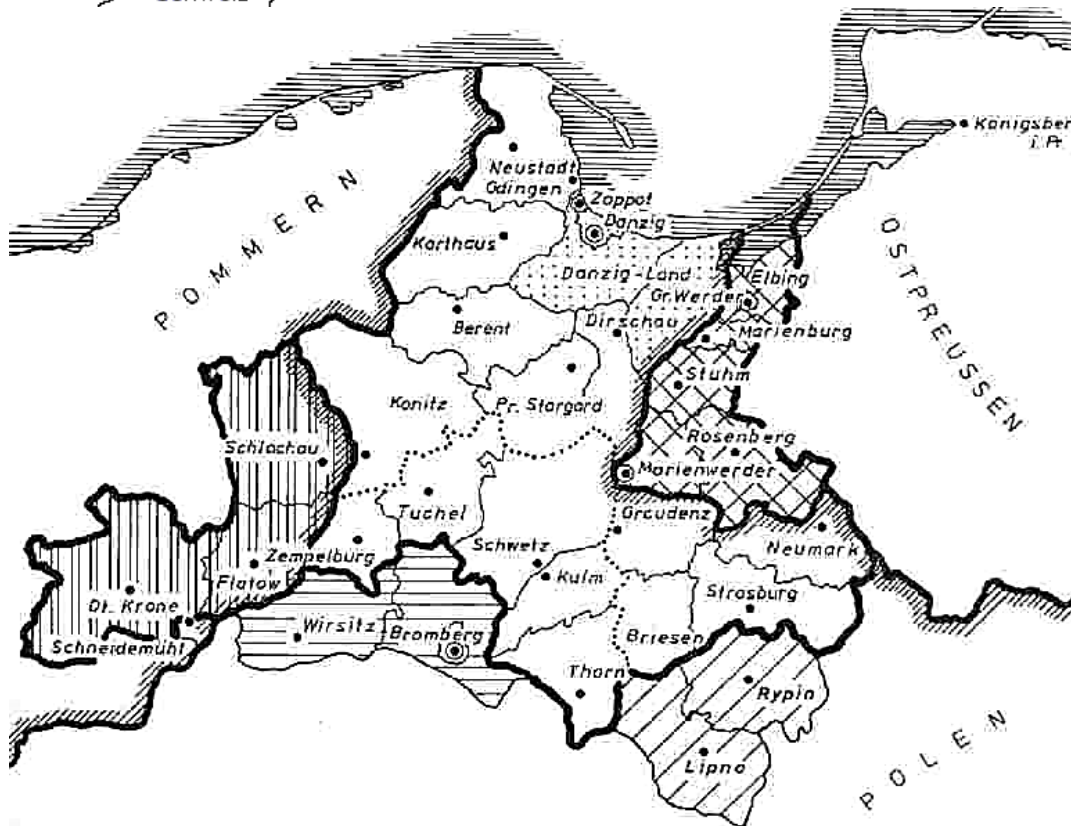 Königsber
i. Pr.
Neustadt
Gdingen
Zoppot
Danzig
POMMERN
OSTPREUSSEN
Karthaus
Danzig-Land
Elbing
Gr. Werder
Berent
Dirschau
Marienburg
Stuhm
Konitz
Pr. Stargard
Schlochau
Rosenberg
Marienwerder
Tuchel
Graudenz
Schwetz
Neumark
Zempelburg
Kulm
Flatow
Dt. Krone
Strasburg
Wirsitz
Bromberg
Briesen
Schneidemühl
Thorn
Rypin
Lipno
POLEN